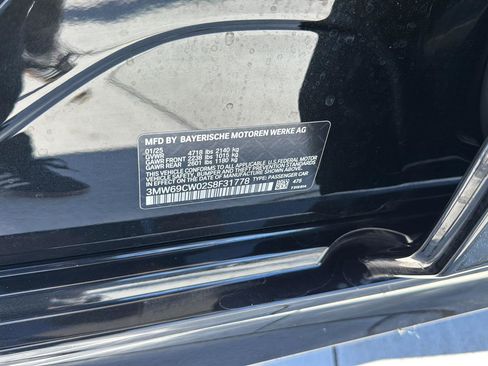 MFD BY BAYERISCHE MOTOREN WERKE AG
01/25
GVWR 4718 lbs 2140 kg
GAWR FRONT 2238 lbs 1015 kg
GAWR REAR 2601 lbs 1180 kg
THIS VEHICLE CONFORMS TO ALL APPLICABLE U.S. FEDERAL MOTOR
VEHICLE SAFETY, BUMPER AND THEFT PREVENTION STANDARDS
IN EFFECT ON THE DATE OF MANUFACTURE SHOWN ABOVE.
3MW69CW02S8F31778 TYPE: PASSENGER CAR
475